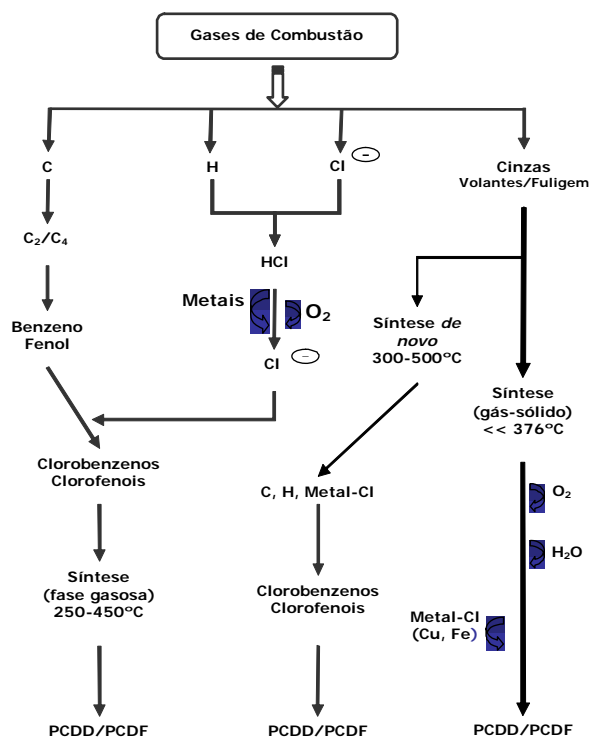 Gases de Combustão
C
H
Cl −
Cinzas
Volantes/Fuligem
C₂/C₄
HCl
Metais
O₂
Benzeno
Fenol
Síntese de
novo
300-500ºC
Cl −
Síntese
(gás-sólido)
<< 376ºC
Clorobenzenos
Clorofenois
C, H, Metal-Cl
O₂
H₂O
Síntese
(fase gasosa)
250-450ºC
Clorobenzenos
Clorofenois
Metal-Cl
(Cu, Fe)
PCDD/PCDF
PCDD/PCDF
PCDD/PCDF